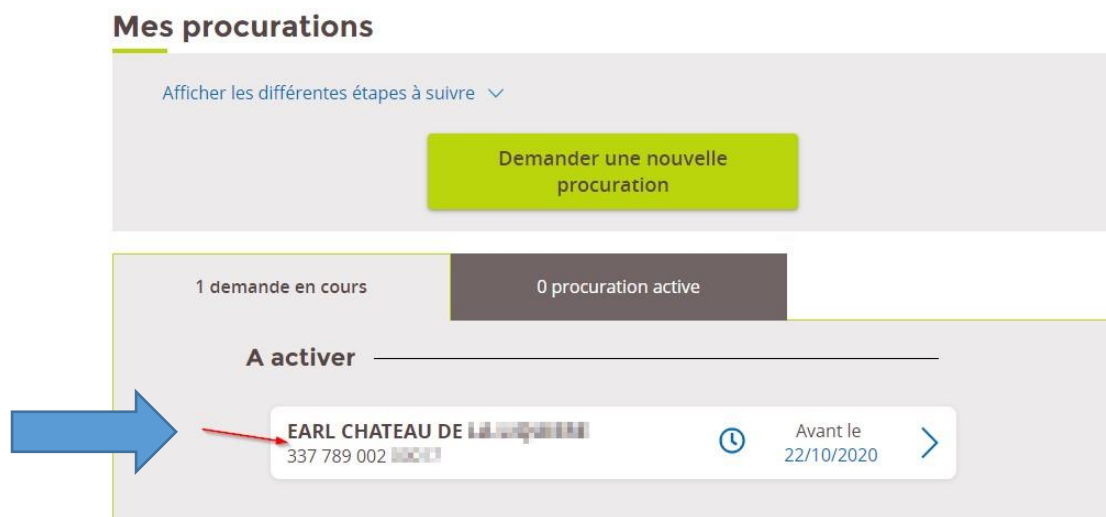 Mes procurations
Afficher les différentes étapes à suivre
Demander une nouvelle
procuration
1 demande en cours
0 procuration active
A activer
EARL CHATEAU DE
337 789 002
Avant le
22/10/2020